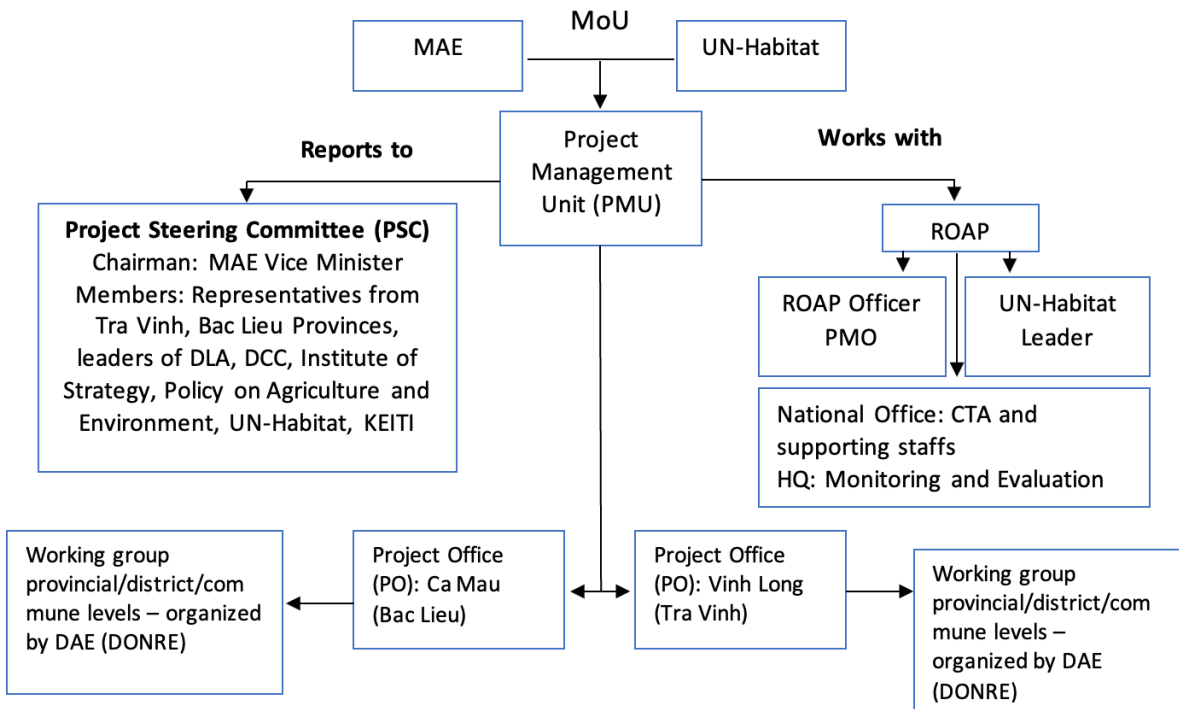 MoU
MAE
UN-Habitat
Project
Management
Unit (PMU)
Reports to
Works with
Project Steering Committee (PSC)
Chairman: MAE Vice Minister
Members: Representatives from
Tra Vinh, Bac Lieu Provinces,
leaders of DLA, DCC, Institute of
Strategy, Policy on Agriculture and
Environment, UN-Habitat, KEITI
ROAP
ROAP Officer
PMO
UN-Habitat
Leader
National Office: CTA and
supporting staffs
HQ: Monitoring and Evaluation
Working group
provincial/district/com
mune levels – organized
by DAE (DONRE)
Project Office
(PO): Ca Mau
(Bac Lieu)
Project Office
(PO): Vinh Long
(Tra Vinh)
Working group
provincial/district/com
mune levels –
organized by DAE
(DONRE)